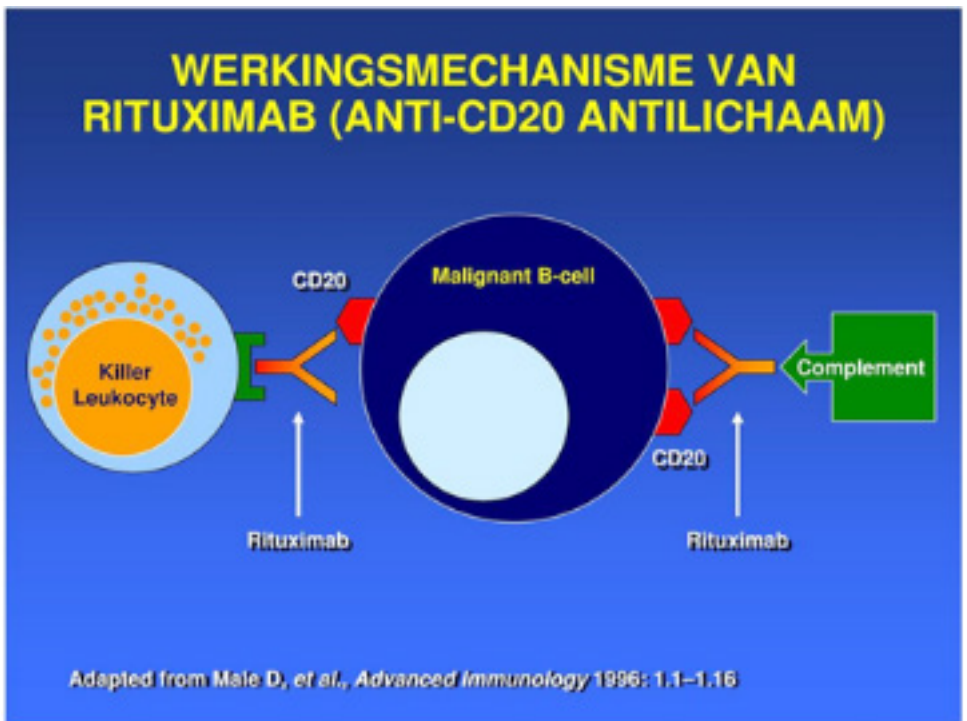 WERKINGSMECHANISME VAN
RITUXIMAB (ANTI-CD20 ANTILICHAAM)
CD20
Malignant B-cell
Killer
Leukocyte
Complement
CD20
Rituximab
Rituximab
Adapted from Male D, et al., Advanced Immunology 1996: 1.1–1.16